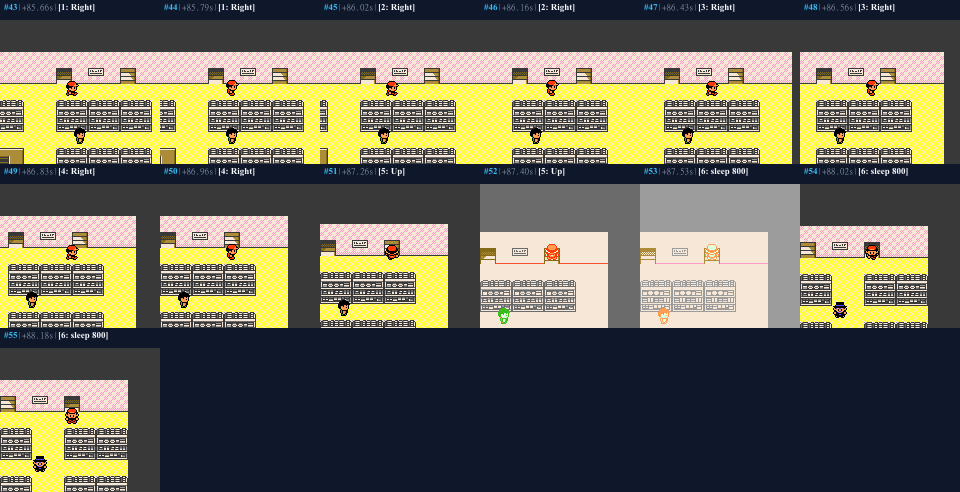 #43|+85.66s| [1: Right]
#44|+85.79s| [1: Right]
#45|+86.02s| [2: Right]
#46|+86.16s| [2: Right]
#47|+86.43s| [3: Right]
#48|+86.56s| [3: Right]
#49|+86.83s| [4: Right]
#50|+86.96s| [4: Right]
#51|+87.26s| [5: Up]
#52|+87.40s| [5: Up]
#53|+87.53s| [6: sleep 800]
#54|+88.02s| [6: sleep 800]
#55|+88.18s| [6: sleep 800]